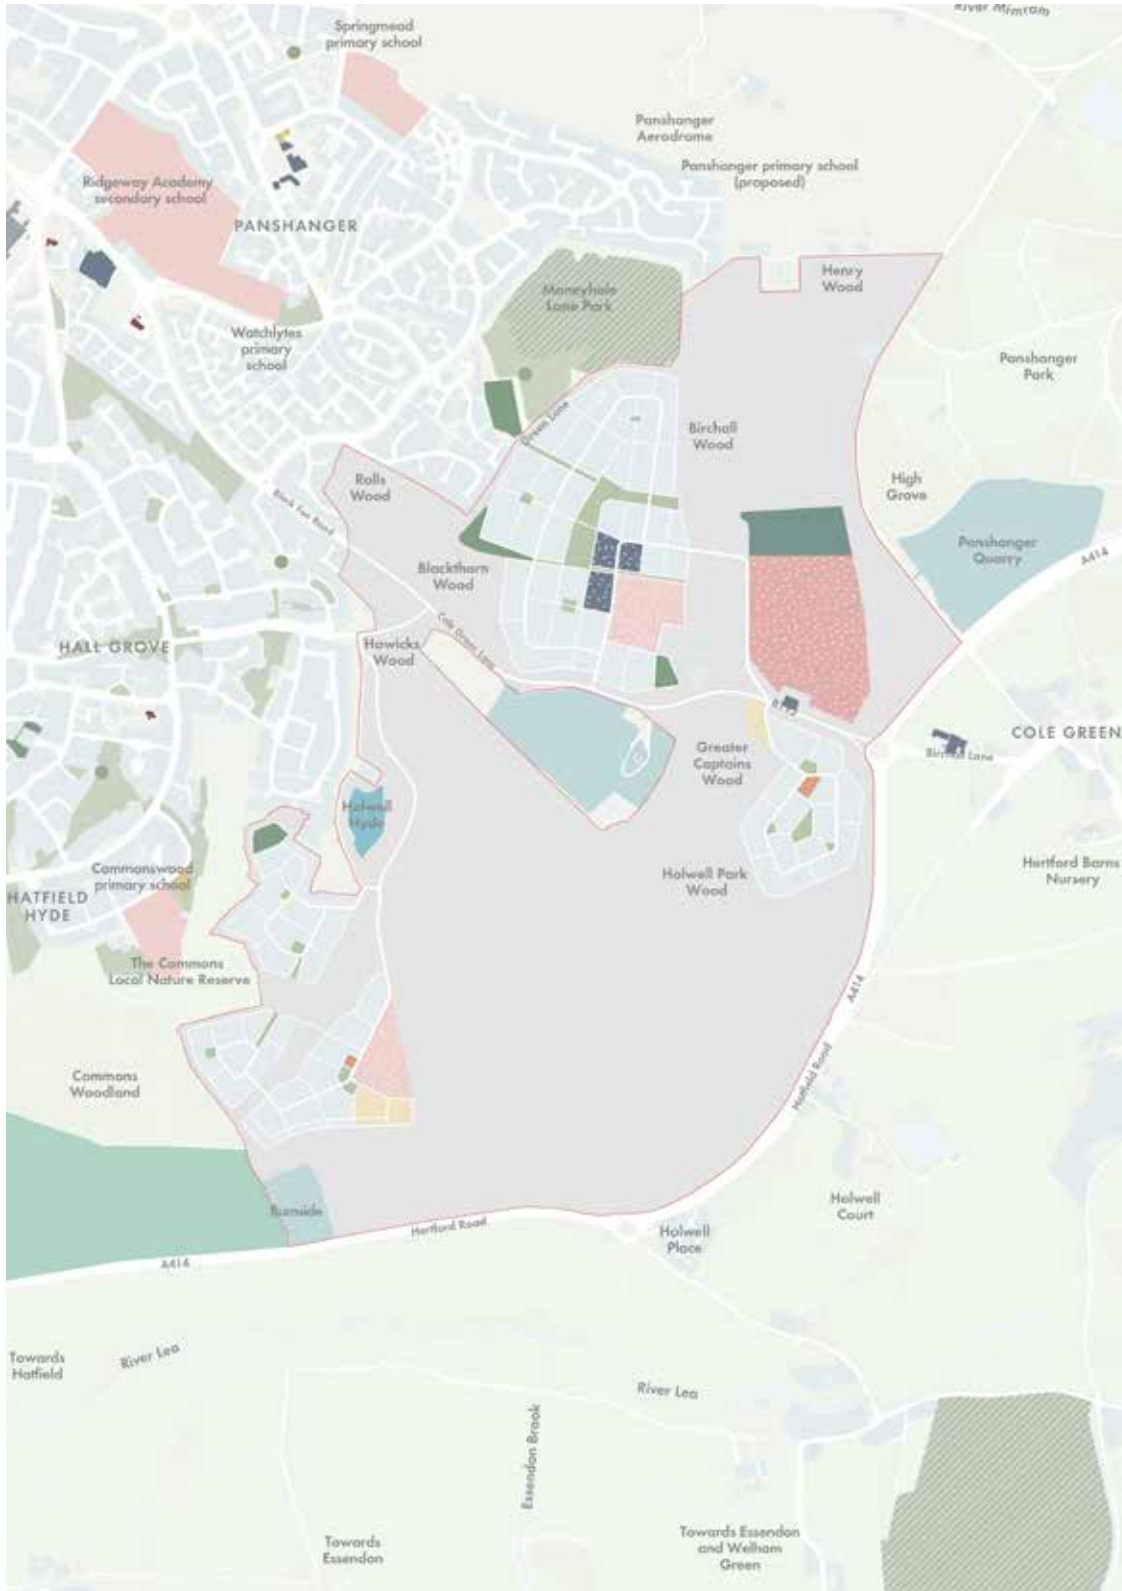 River Mimram
Springmead
primary school
Panshanger
Aerodrome
Panshanger primary school
(proposed)
Ridgeway Academy
secondary school
PANSHANGER
Henry
Wood
Moneyhole
Lane Park
Watchlytes
primary
school
Panshanger
Park
Green Lane
Birchall
Wood
Rolls
Wood
High
Grove
Black Fan Road
Panshanger
Quarry
A414
Blackthorn
Wood
Cole Green Lane
HALL GROVE
Howicks
Wood
B195
COLE GREEN
Birchall Lane
Greater
Captains
Wood
Holwell
Hyde
Holwell Park
Wood
Hertford Barns
Nursery
Commonswood
primary school
HATFIELD
HYDE
The Commons
Local Nature Reserve
A414
Hatfield Road
Commons
Woodland
Burnside
Hertford Road
Holwell
Court
Holwell
Place
A414
Towards
Hatfield
River Lea
River Lea
Essendon Brook
Towards
Essendon
Towards Essendon
and Welham
Green